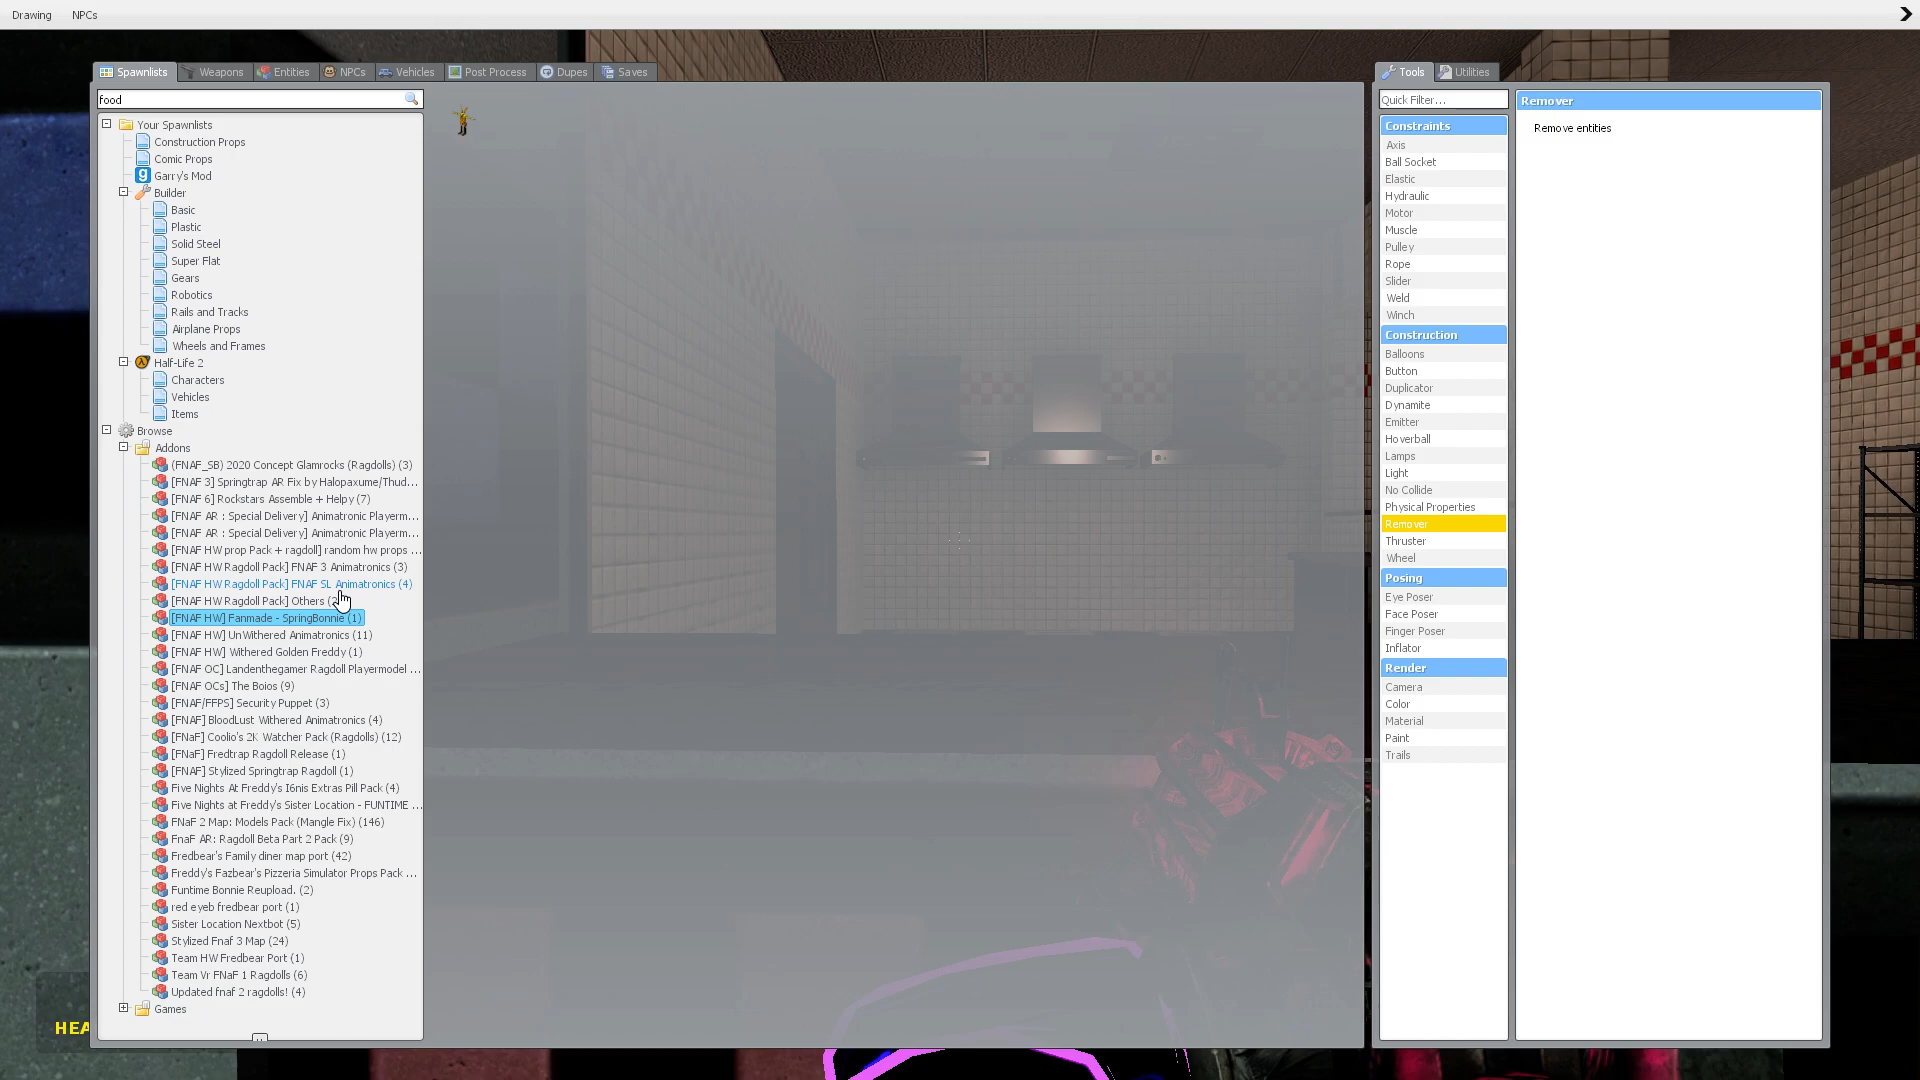 Drawing NPCs
Spawnlists Weapons Entities NPCs Vehicles Post Process Dupes Saves
food
Your Spawnlists
Construction Props
Comic Props
Garry's Mod
Builder
Basic
Plastic
Solid Steel
Super Flat
Gears
Robotics
Rails and Tracks
Airplane Props
Wheels and Frames
Half-Life 2
Characters
Vehicles
Items
Browse
Addons
(FNAF_SB) 2020 Concept Glamrocks (Ragdolls) (3)
[FNAF 3] Springtrap AR Fix by Halopaxume/Thud...
[FNAF 6] Rockstars Assemble + Helpy (7)
[FNAF AR : Special Delivery] Animatronic Playerm...
[FNAF AR : Special Delivery] Animatronic Playerm...
[FNAF HW prop Pack + ragdoll] random hw props ...
[FNAF HW Ragdoll Pack] FNAF 3 Animatronics (3)
[FNAF HW Ragdoll Pack] FNAF SL Animatronics (4)
[FNAF HW Ragdoll Pack] Others
[FNAF HW] Fanmade - SpringBonnie (1)
[FNAF HW] UnWithered Animatronics (11)
[FNAF HW] Withered Golden Freddy (1)
[FNAF OC] Landenthegamer Ragdoll Playermodel ...
[FNAF OCs] The Boios (9)
[FNAF/FFPS] Security Puppet (3)
[FNAF] BloodLust Withered Animatronics (4)
[FNaF] Coolio's 2K Watcher Pack (Ragdolls) (12)
[FNaF] Fredtrap Ragdoll Release (1)
[FNAF] Stylized Springtrap Ragdoll (1)
Five Nights At Freddy's I6nis Extras Pill Pack (4)
Five Nights at Freddy's Sister Location - FUNTIME ...
FNaF 2 Map: Models Pack (Mangle Fix) (146)
FnaF AR: Ragdoll Beta Part 2 Pack (9)
Fredbear's Family diner map port (42)
Freddy's Fazbear's Pizzeria Simulator Props Pack ...
Funtime Bonnie Reupload. (2)
red eyeb fredbear port (1)
Sister Location Nextbot (5)
Stylized Fnaf 3 Map (24)
Team HW Fredbear Port (1)
Team Vr FNaF 1 Ragdolls (6)
Updated fnaf 2 ragdolls! (4)
Games
HEA
Tools Utilities
Quick Filter...
Constraints
Axis
Ball Socket
Elastic
Hydraulic
Motor
Muscle
Pulley
Rope
Slider
Weld
Winch
Construction
Balloons
Button
Duplicator
Dynamite
Emitter
Hoverball
Lamps
Light
No Collide
Physical Properties
Remover
Thruster
Wheel
Posing
Eye Poser
Face Poser
Finger Poser
Inflator
Render
Camera
Color
Material
Paint
Trails
Remover
Remove entities